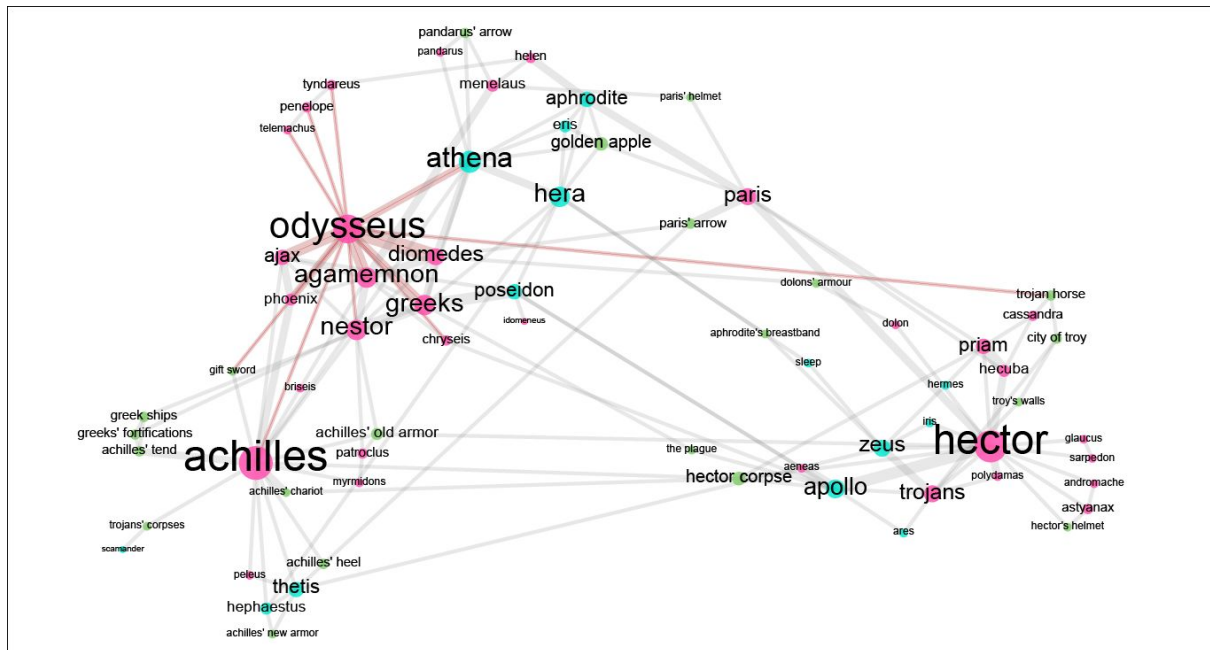 pandarus' arrow
pandarus
helen
tyndareus
menelaus
aphrodite
paris' helmet
penelope
telemachus
eris
golden apple
athena
hera
paris
odysseus
paris' arrow
ajax
diomedes
agamemnon
dolons' armour
poseidon
trojan horse
phoenix
greeks
cassandra
idomeneus
dolon
nestor
chryseis
aphrodite's breastband
city of troy
priam
sleep
hecuba
gift sword
briseis
hermes
troy's walls
greek ships
iris
greeks' fortifications
achilles' old armor
achilles' tend
patroclus
achilles
zeus
hector
glaucus
the plague
sarpedon
aeneas
hector corpse
polydamas
myrmidons
andromache
achilles' chariot
apollo
trojans
astyanax
trojans' corpses
ares
hector's helmet
scamander
achilles' heel
peleus
thetis
hephaestus
achilles' new armor